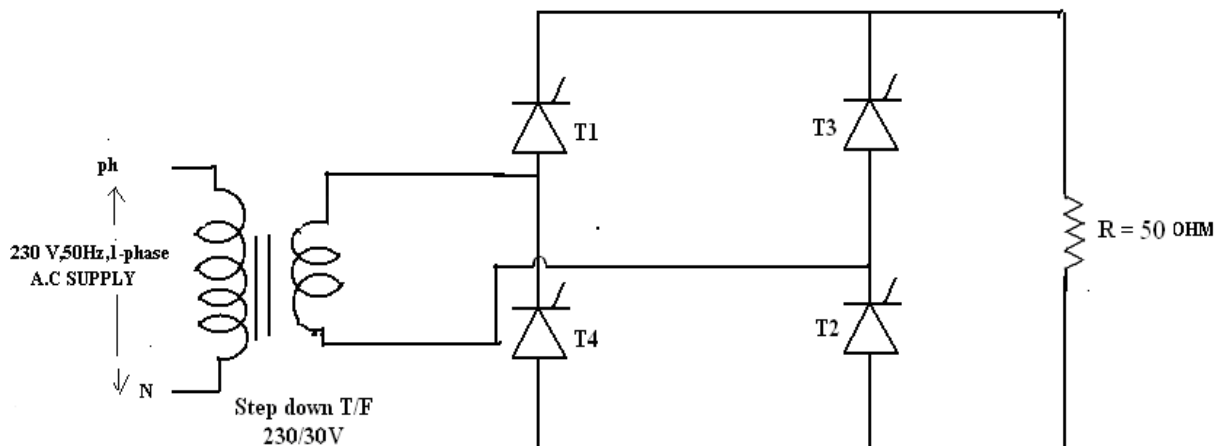 T1
T3
ph
230 V,50Hz,1-phase
A.C SUPPLY
R = 50 OHM
T4
T2
N
Step down T/F
230/30V